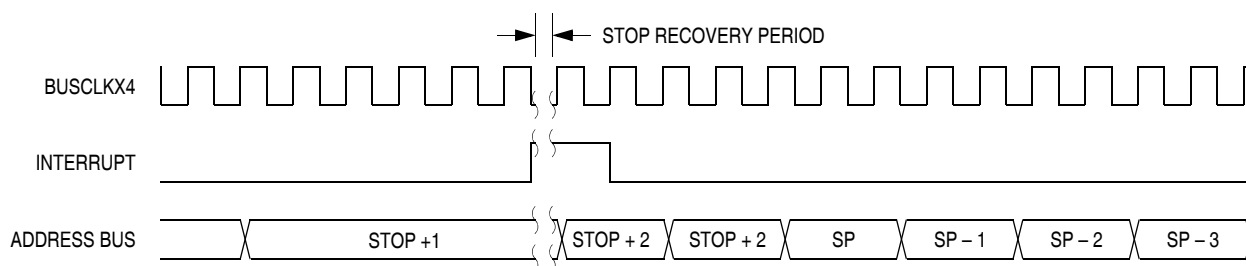 STOP RECOVERY PERIOD
BUSCLKX4
INTERRUPT
ADDRESS BUS STOP +1 STOP + 2 STOP + 2 SP SP – 1 SP – 2 SP – 3